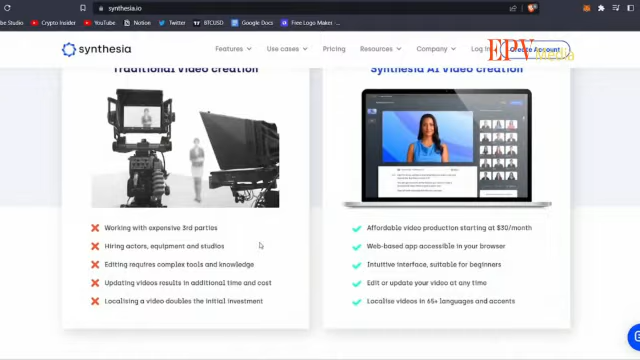 synthesia.io
be Studio
Crypto Insider
YouTube
Notion
Twitter
BTCUSD
Google Docs
Free Logo Maker ...
synthesia
Features
Use cases
Pricing
Resources
Company
Log In
Create Account
EPV
Media
Traditional Video creation
Synthesia AI Video creation
Working with expensive 3rd parties
Hiring actors, equipment and studios
Editing requires complex tools and knowledge
Updating videos results in additional time and cost
Localising a video doubles the initial investment
Affordable video production starting at $30/month
Web-based app accessible in your browser
Intuitive interface, suitable for beginners
Edit or update your video at any time
Localise videos in 65+ languages and accents